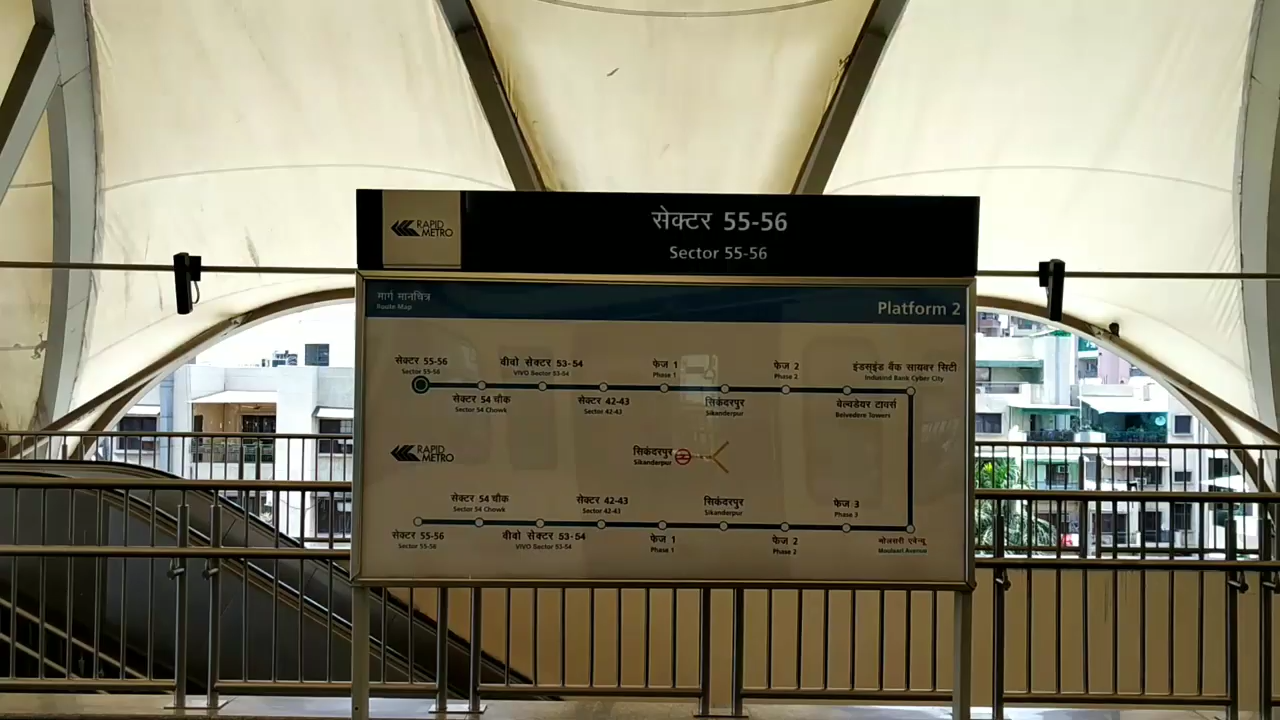 RAPID
METRO
सेक्टर 55-56
Sector 55-56
मार्ग मानचित्र
Route Map
Platform 2
सेक्टर 55-56
Sector 55-56
वीवो सेक्टर 53-54
VIVO Sector 53-54
फेज 1
Phase 1
फेज 2
Phase 2
इंडसइंड बैंक सायबर सिटी
IndusInd Bank Cyber City
सेक्टर 54 चौक
Sector 54 Chowk
सेक्टर 42-43
Sector 42-43
सिकंदरपुर
Sikanderpur
बेल्वडेयर टावर्स
Belvedere Towers
RAPID
METRO
सिकंदरपुर
Sikanderpur
सेक्टर 54 चौक
Sector 54 Chowk
सेक्टर 42-43
Sector 42-43
सिकंदरपुर
Sikanderpur
फेज 3
Phase 3
सेक्टर 55-56
Sector 55-56
वीवो सेक्टर 53-54
VIVO Sector 53-54
फेज 1
Phase 1
फेज 2
Phase 2
मोलसरी एवेन्यू
Moulsari Avenue